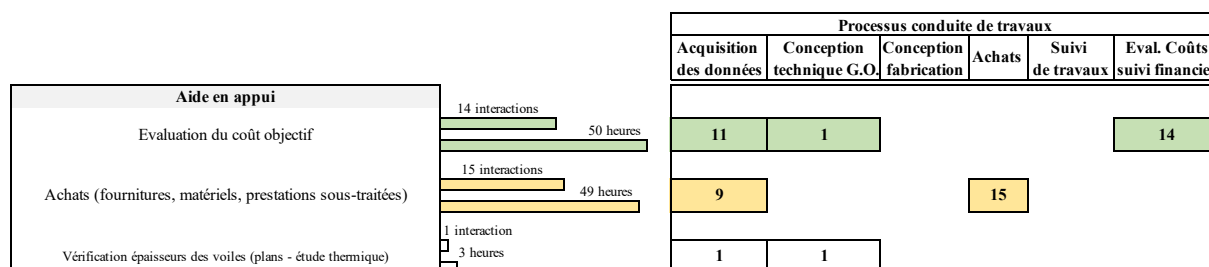 Processus conduite de travaux
Acquisition des données
Conception technique G.O.
Conception fabrication
Achats
Suivi de travaux
Eval. Coûts suivi financie
Aide en appui
14 interactions
Evaluation du coût objectif
50 heures
11 1 14
15 interactions
Achats (fournitures, matériels, prestations sous-traitées)
49 heures
9 15
1 interaction
3 heures
Vérification épaisseurs des voiles (plans - étude thermique)
1 1